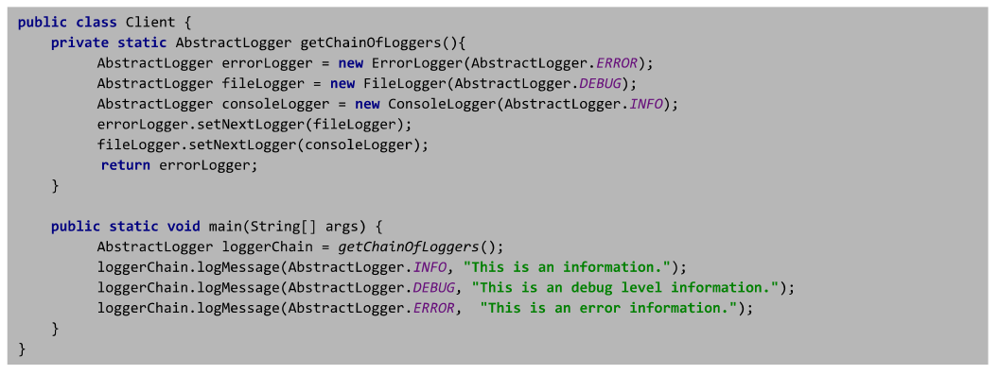 public class Client {
    private static AbstractLogger getChainOfLoggers(){
        AbstractLogger errorLogger = new ErrorLogger(AbstractLogger.ERROR);
        AbstractLogger fileLogger = new FileLogger(AbstractLogger.DEBUG);
        AbstractLogger consoleLogger = new ConsoleLogger(AbstractLogger.INFO);
        errorLogger.setNextLogger(fileLogger);
        fileLogger.setNextLogger(consoleLogger);
        return errorLogger;
    }

    public static void main(String[] args) {
        AbstractLogger loggerChain = getChainOfLoggers();
        loggerChain.logMessage(AbstractLogger.INFO, "This is an information.");
        loggerChain.logMessage(AbstractLogger.DEBUG, "This is an debug level information.");
        loggerChain.logMessage(AbstractLogger.ERROR,  "This is an error information.");
    }
}